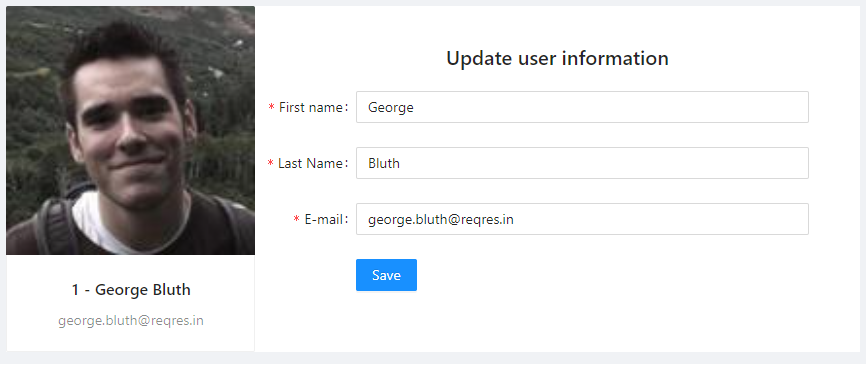 Update user information
* First name: George
* Last Name: Bluth
* E-mail: george.bluth@reqres.in
Save
1 - George Bluth
george.bluth@reqres.in